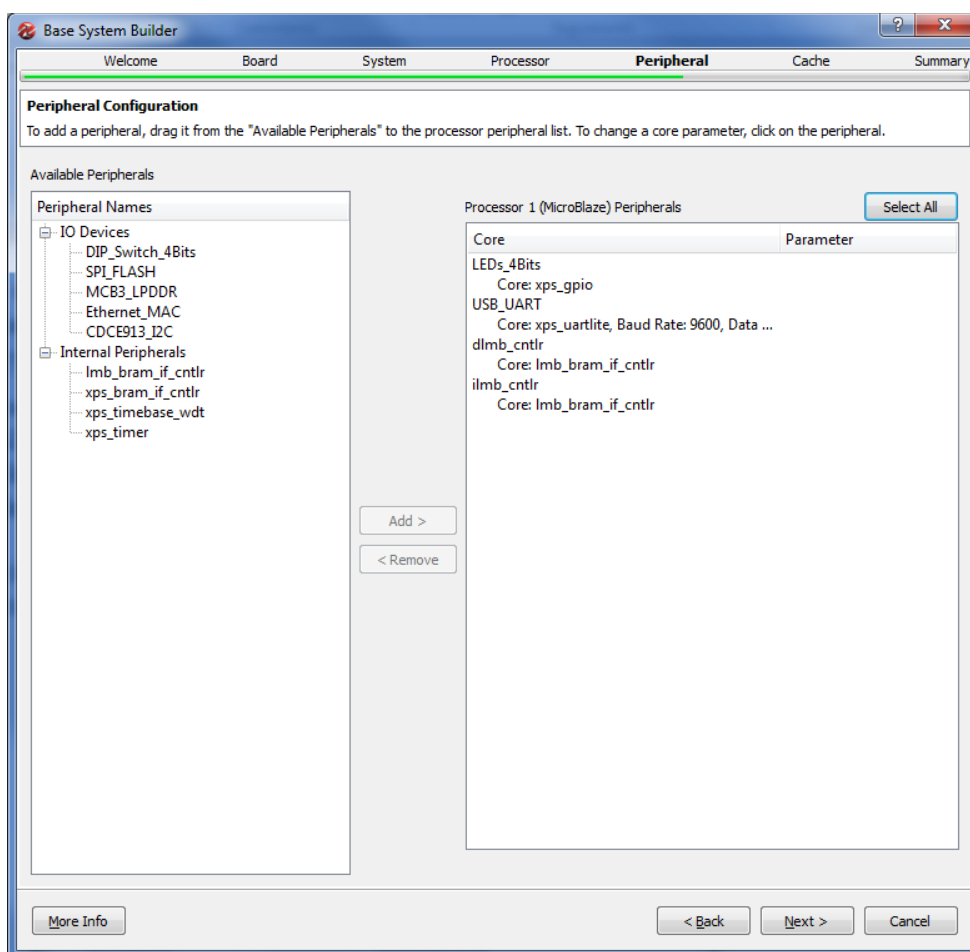 Base System Builder
?
Welcome Board System Processor Peripheral Cache Summary
Peripheral Configuration
To add a peripheral, drag it from the "Available Peripherals" to the processor peripheral list. To change a core parameter, click on the peripheral.
Available Peripherals
Peripheral Names
IO Devices
DIP_Switch_4Bits
SPI_FLASH
MCB3_LPDDR
Ethernet_MAC
CDCE913_I2C
Internal Peripherals
lmb_bram_if_cntlr
xps_bram_if_cntlr
xps_timebase_wdt
xps_timer
Add >
< Remove
Processor 1 (MicroBlaze) Peripherals
Select All
Core Parameter
LEDs_4Bits
Core: xps_gpio
USB_UART
Core: xps_uartlite, Baud Rate: 9600, Data ...
dlmb_cntlr
Core: lmb_bram_if_cntlr
ilmb_cntlr
Core: lmb_bram_if_cntlr
More Info
< Back
Next >
Cancel